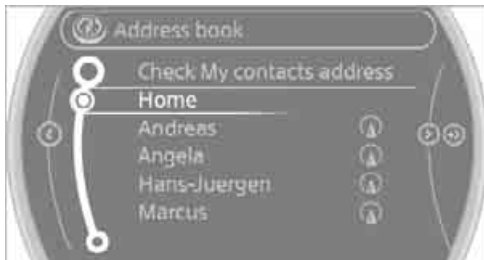 Address book
Check My contacts address
Home
Andreas
Angela
Hans-Juergen
Marcus